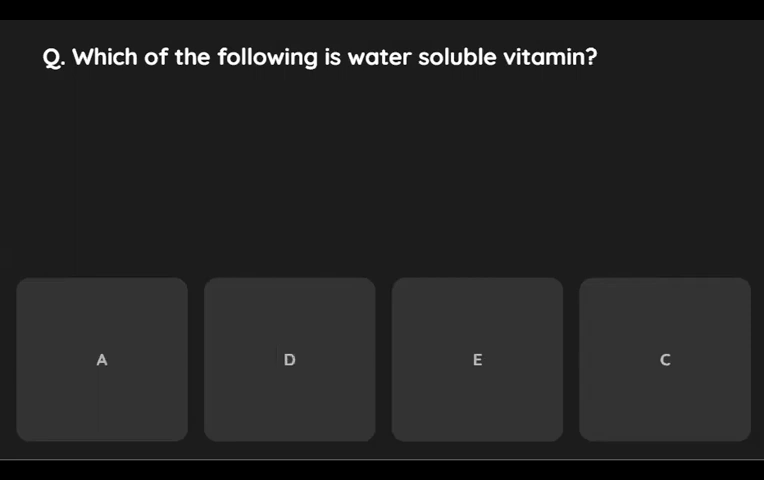 Q. Which of the following is water soluble vitamin?
A
D
E
C